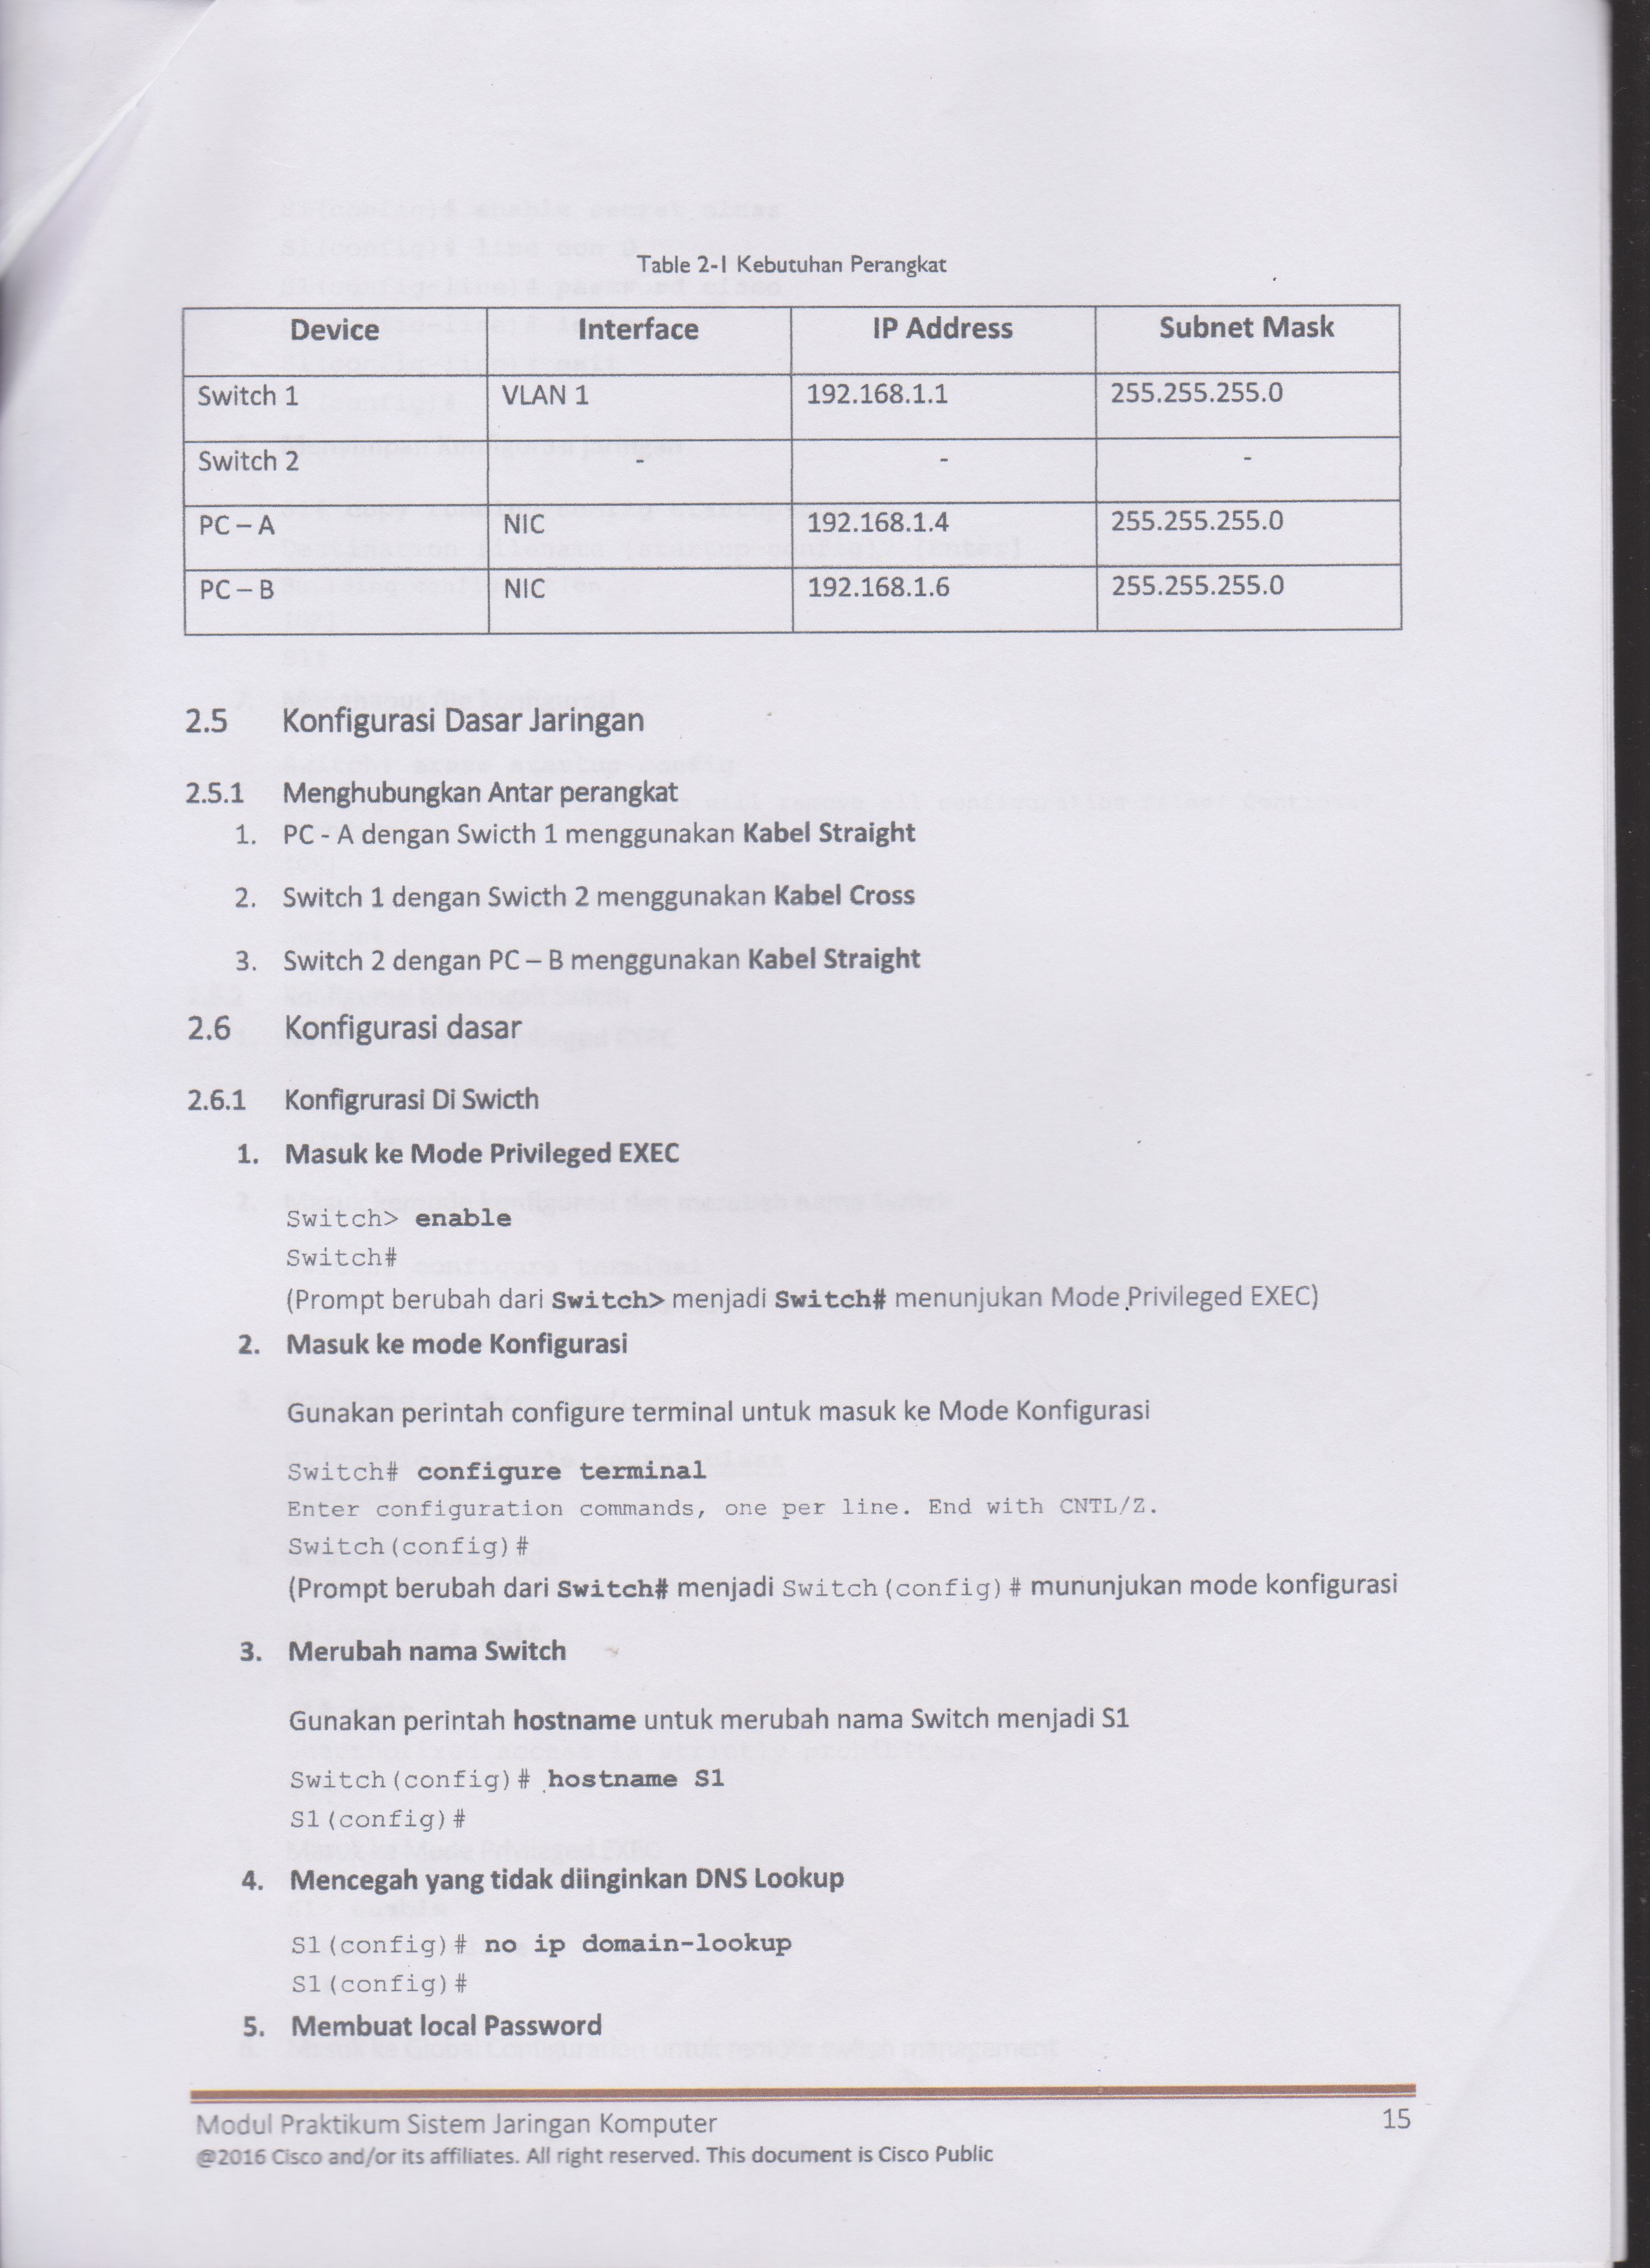 Table 2-1 Kebutuhan Perangkat
Device Interface IP Address Subnet Mask
Switch 1 VLAN 1 192.168.1.1 255.255.255.0
Switch 2 - - -
PC – A NIC 192.168.1.4 255.255.255.0
PC – B NIC 192.168.1.6 255.255.255.0
2.5 Konfigurasi Dasar Jaringan
2.5.1 Menghubungkan Antar perangkat
1. PC - A dengan Swicth 1 menggunakan Kabel Straight
2. Switch 1 dengan Swicth 2 menggunakan Kabel Cross
3. Switch 2 dengan PC – B menggunakan Kabel Straight
2.6 Konfigurasi dasar
2.6.1 Konfigrurasi Di Swicth
1. Masuk ke Mode Privileged EXEC
Switch> enable
Switch#
(Prompt berubah dari Switch> menjadi Switch# menunjukan Mode Privileged EXEC)
2. Masuk ke mode Konfigurasi
Gunakan perintah configure terminal untuk masuk ke Mode Konfigurasi
Switch# configure terminal
Enter configuration commands, one per line. End with CNTL/Z.
Switch(config)#
(Prompt berubah dari Switch# menjadi Switch(config)# mununjukan mode konfigurasi
3. Merubah nama Switch
Gunakan perintah hostname untuk merubah nama Switch menjadi S1
Switch(config)# hostname S1
S1(config)#
4. Mencegah yang tidak diinginkan DNS Lookup
S1(config)# no ip domain-lookup
S1(config)#
5. Membuat local Password
Modul Praktikum Sistem Jaringan Komputer 15
@2016 Cisco and/or its affiliates. All right reserved. This document is Cisco Public